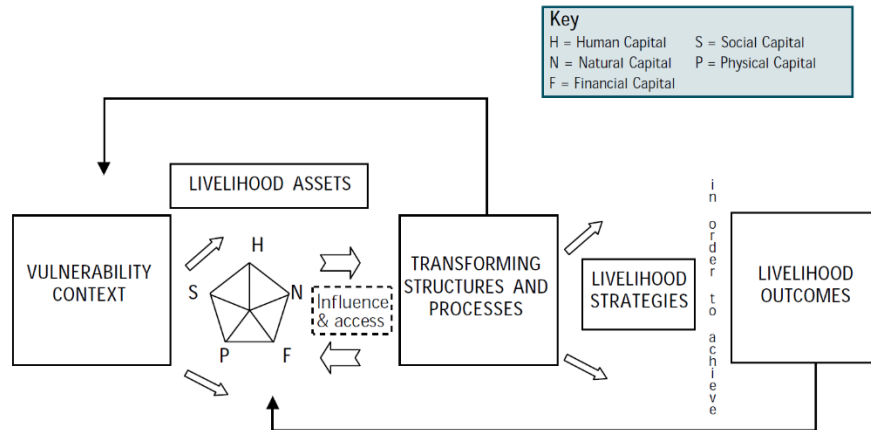 Key
H = Human Capital S = Social Capital
N = Natural Capital P = Physical Capital
F = Financial Capital
LIVELIHOOD ASSETS
VULNERABILITY
CONTEXT
H
S
N
P
F
Influence
& access
TRANSFORMING
STRUCTURES AND
PROCESSES
LIVELIHOOD
STRATEGIES
in order to achieve
LIVELIHOOD
OUTCOMES